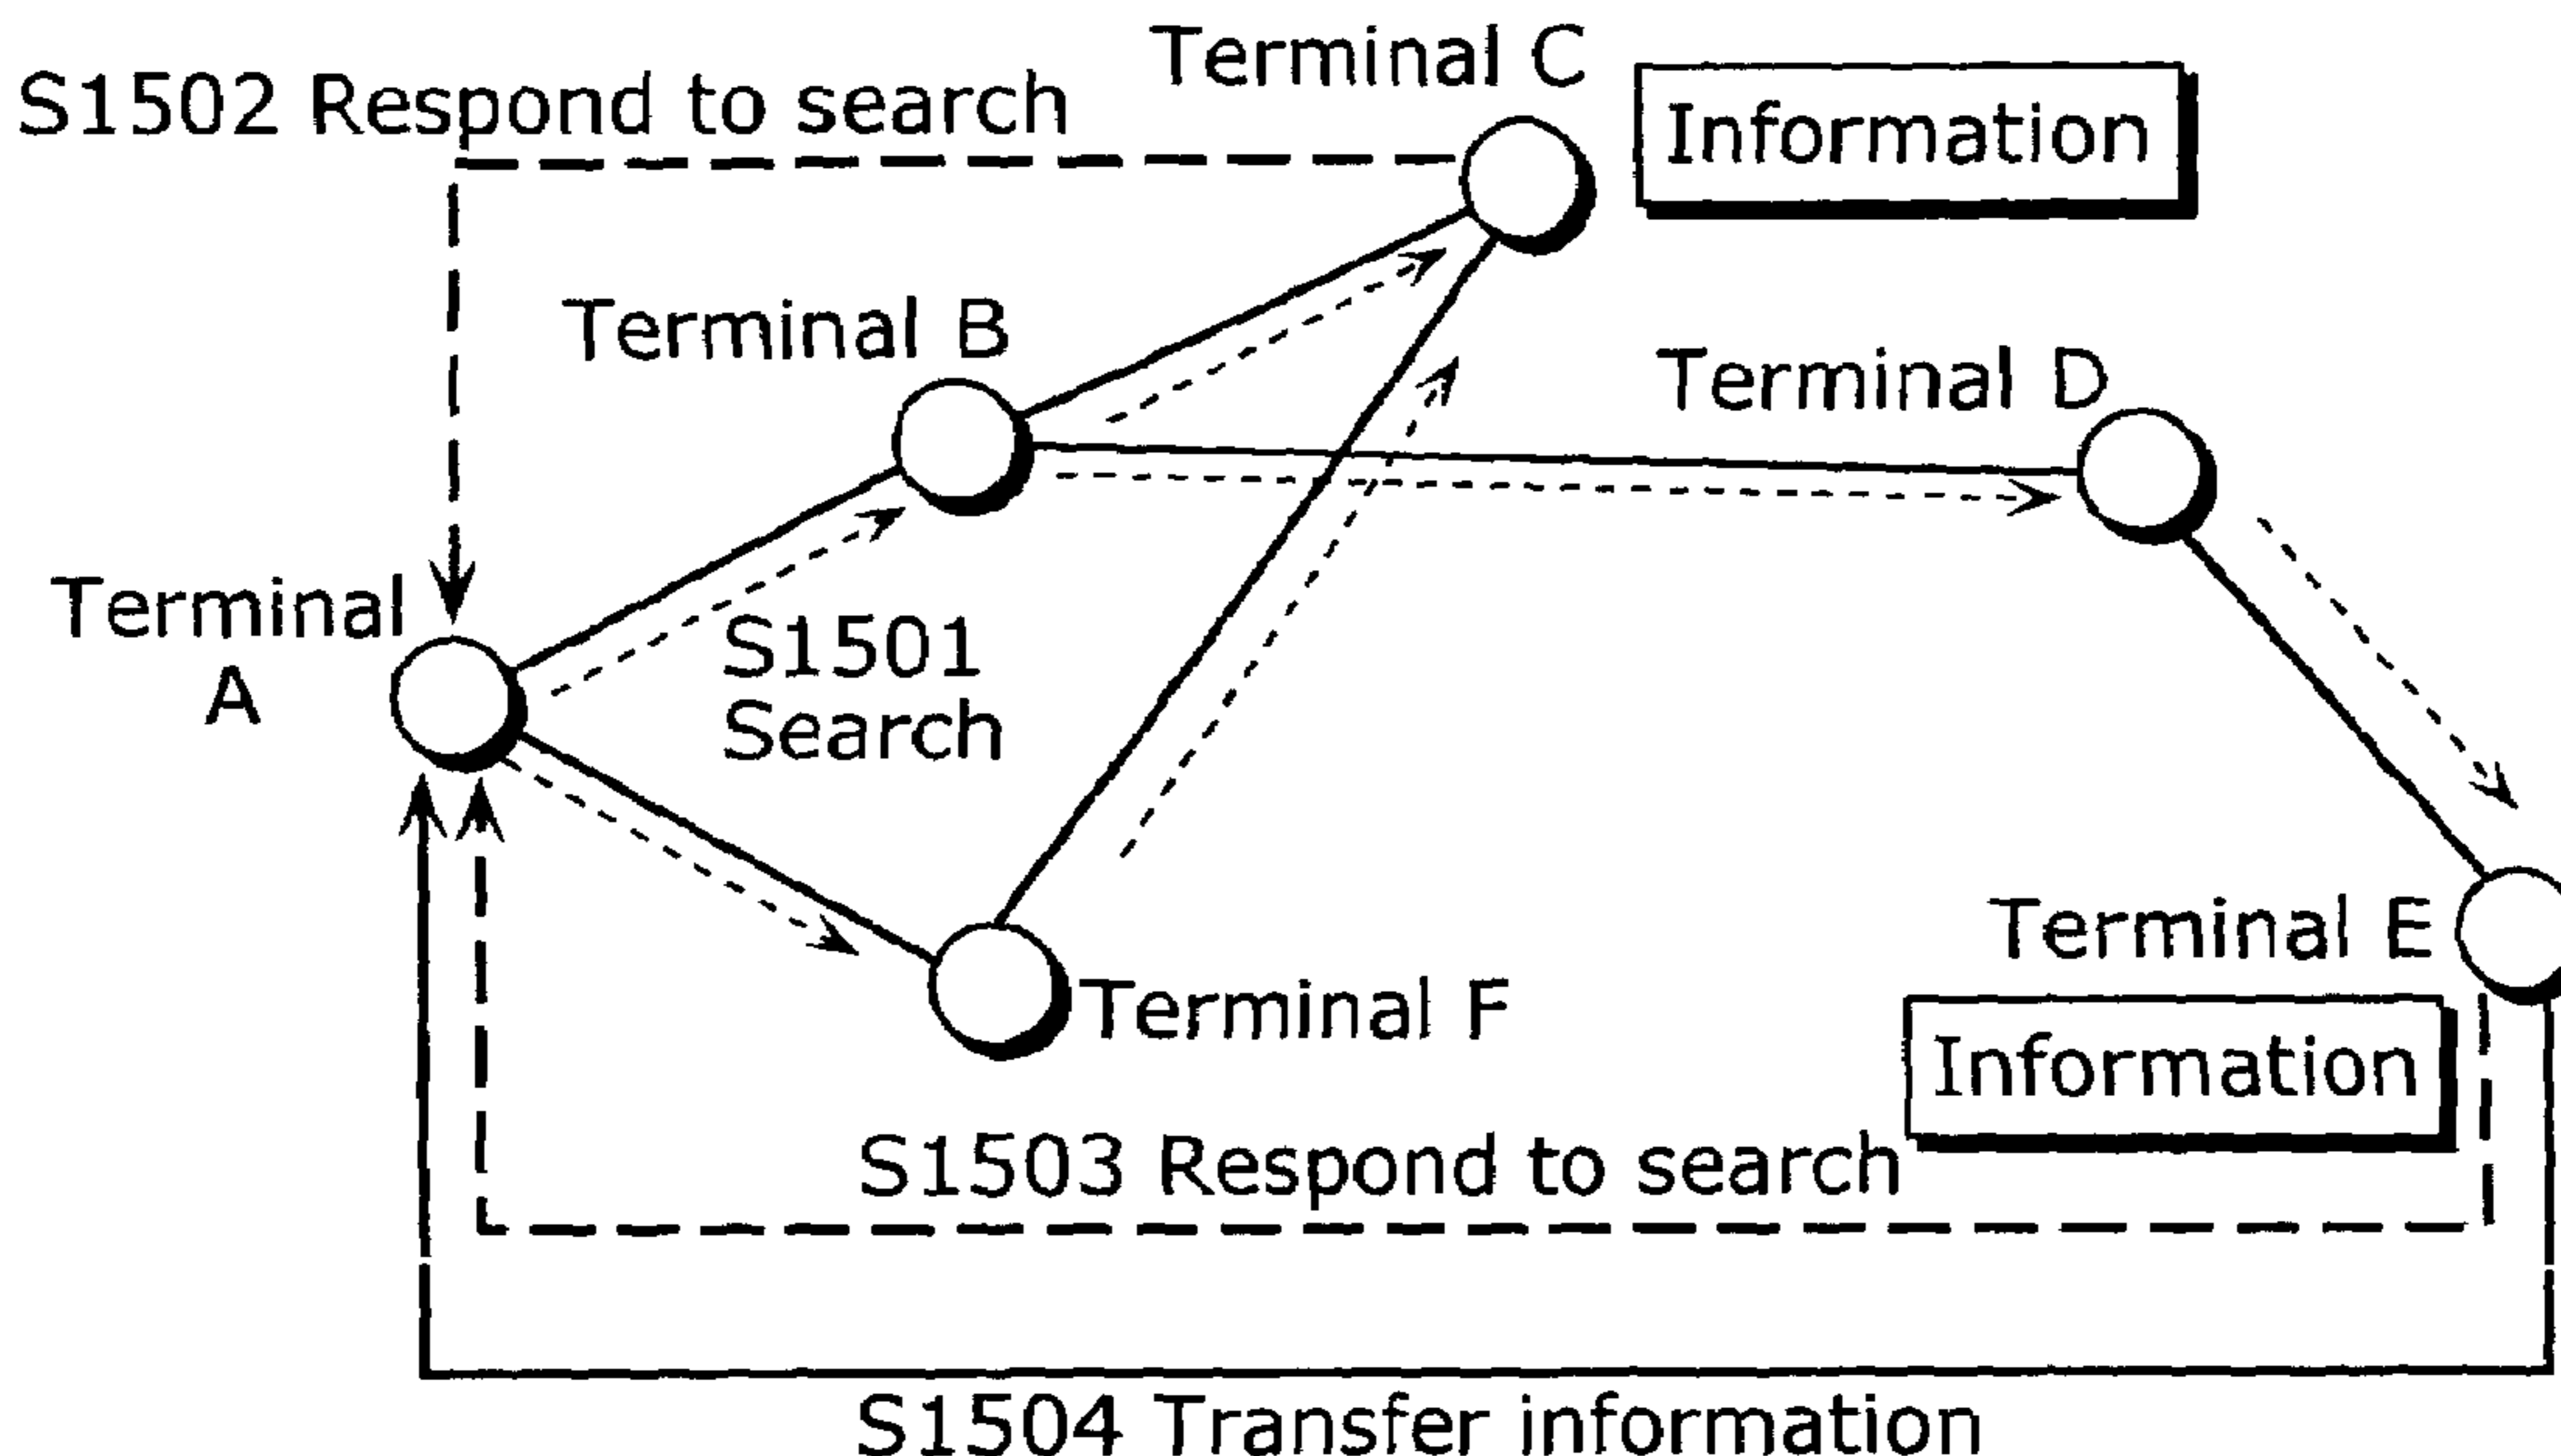 Terminal C
S1502 Respond to search
Information
Terminal B
Terminal D
Terminal
A
S1501
Search
Terminal E
Terminal F
Information
S1503 Respond to search
S1504 Transfer information